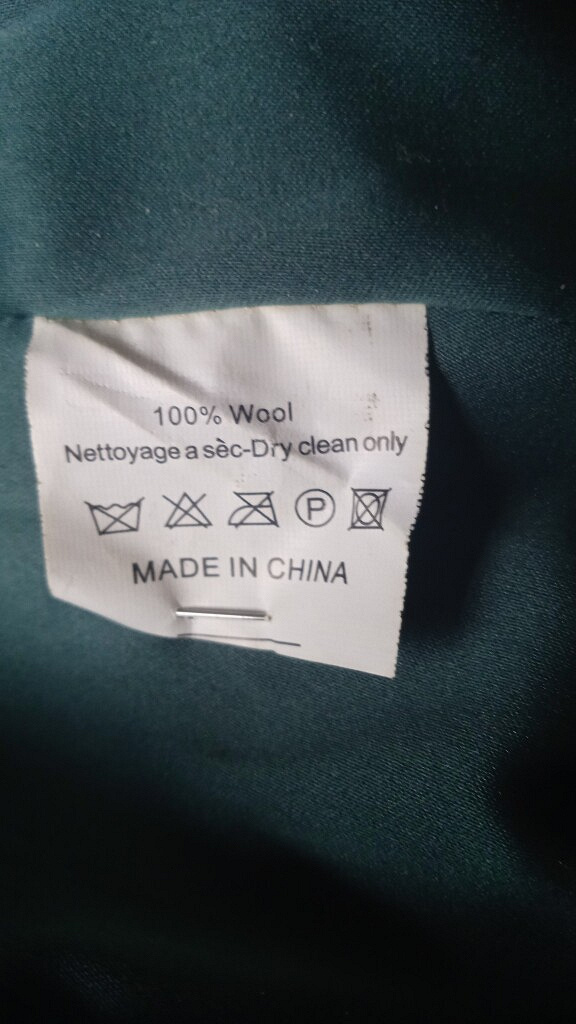 100% Wool
Nettoyage a sèc-Dry clean only
P
MADE IN CHINA